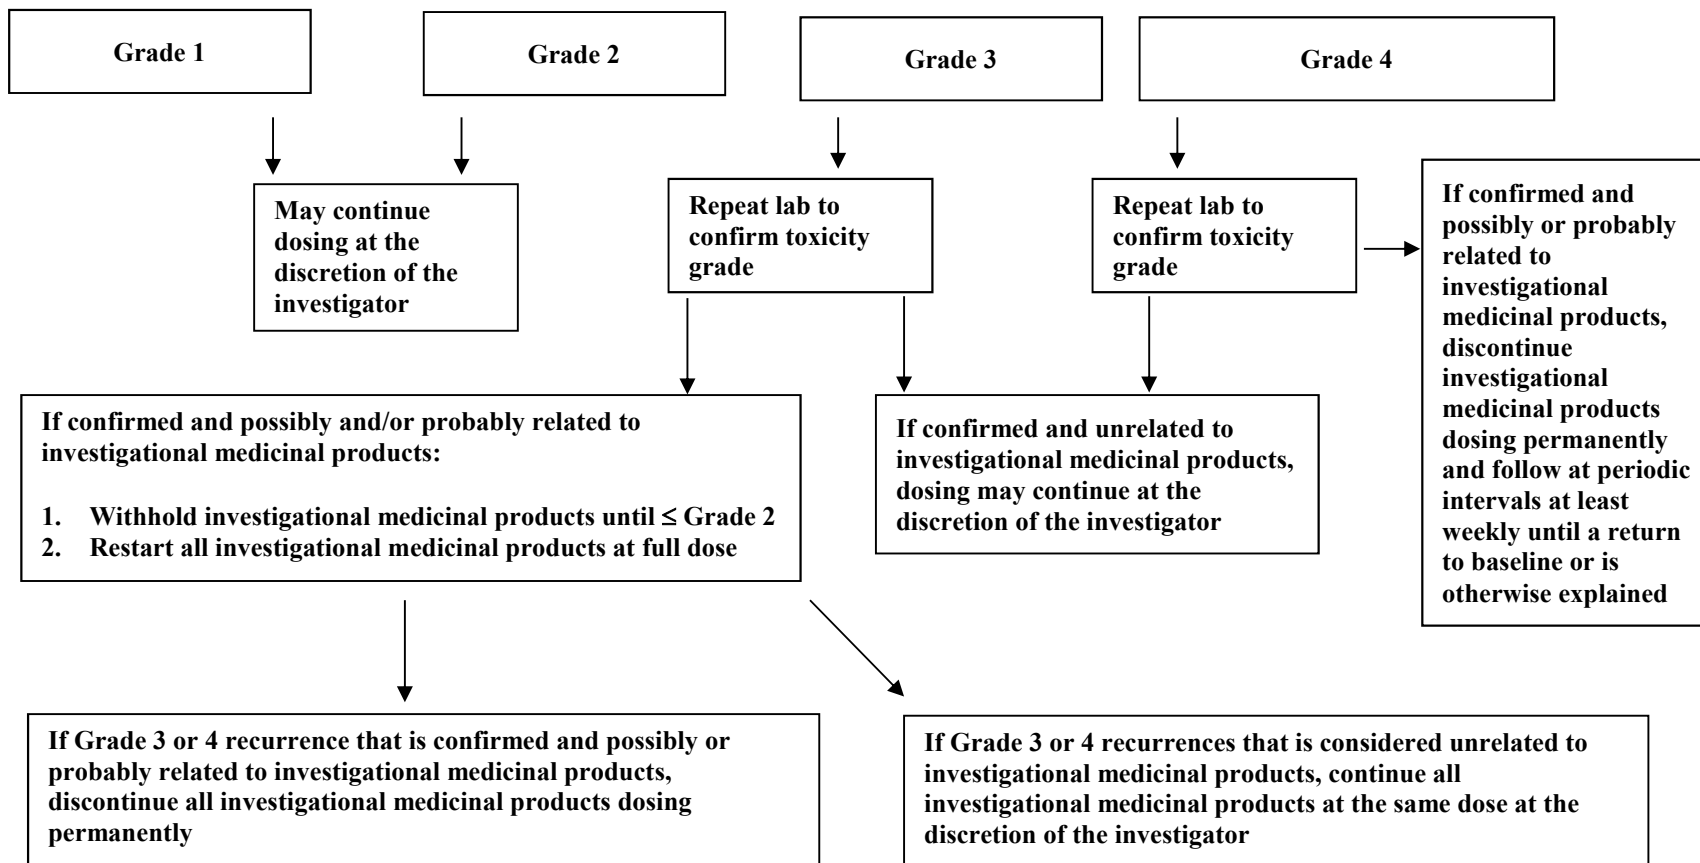 Grade 1
Grade 2
Grade 3
Grade 4
May continue
dosing at the
discretion of the
investigator
Repeat lab to
confirm toxicity
grade
Repeat lab to
confirm toxicity
grade
If confirmed and
possibly or probably
related to
investigational
medicinal products,
discontinue
investigational
medicinal products
dosing permanently
and follow at periodic
intervals at least
weekly until a return
to baseline or is
otherwise explained
If confirmed and possibly and/or probably related to
investigational medicinal products:
1. Withhold investigational medicinal products until ≤ Grade 2
2. Restart all investigational medicinal products at full dose
If confirmed and unrelated to
investigational medicinal products,
dosing may continue at the
discretion of the investigator
If Grade 3 or 4 recurrence that is confirmed and possibly or
probably related to investigational medicinal products,
discontinue all investigational medicinal products dosing
permanently
If Grade 3 or 4 recurrences that is considered unrelated to
investigational medicinal products, continue all
investigational medicinal products at the same dose at the
discretion of the investigator